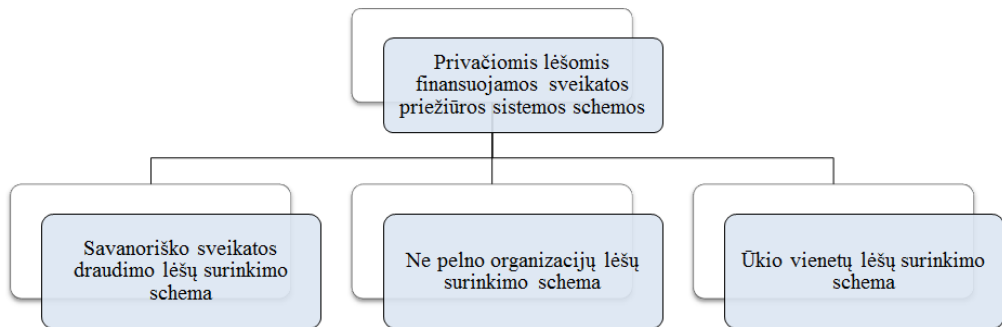 Privačiomis lėšomis
finansuojamos sveikatos
priežiūros sistemos schemos
Savanoriško sveikatos
draudimo lėšų surinkimo
schema
Ne pelno organizacijų lėšų
surinkimo schema
Ūkio vienetų lėšų surinkimo
schema